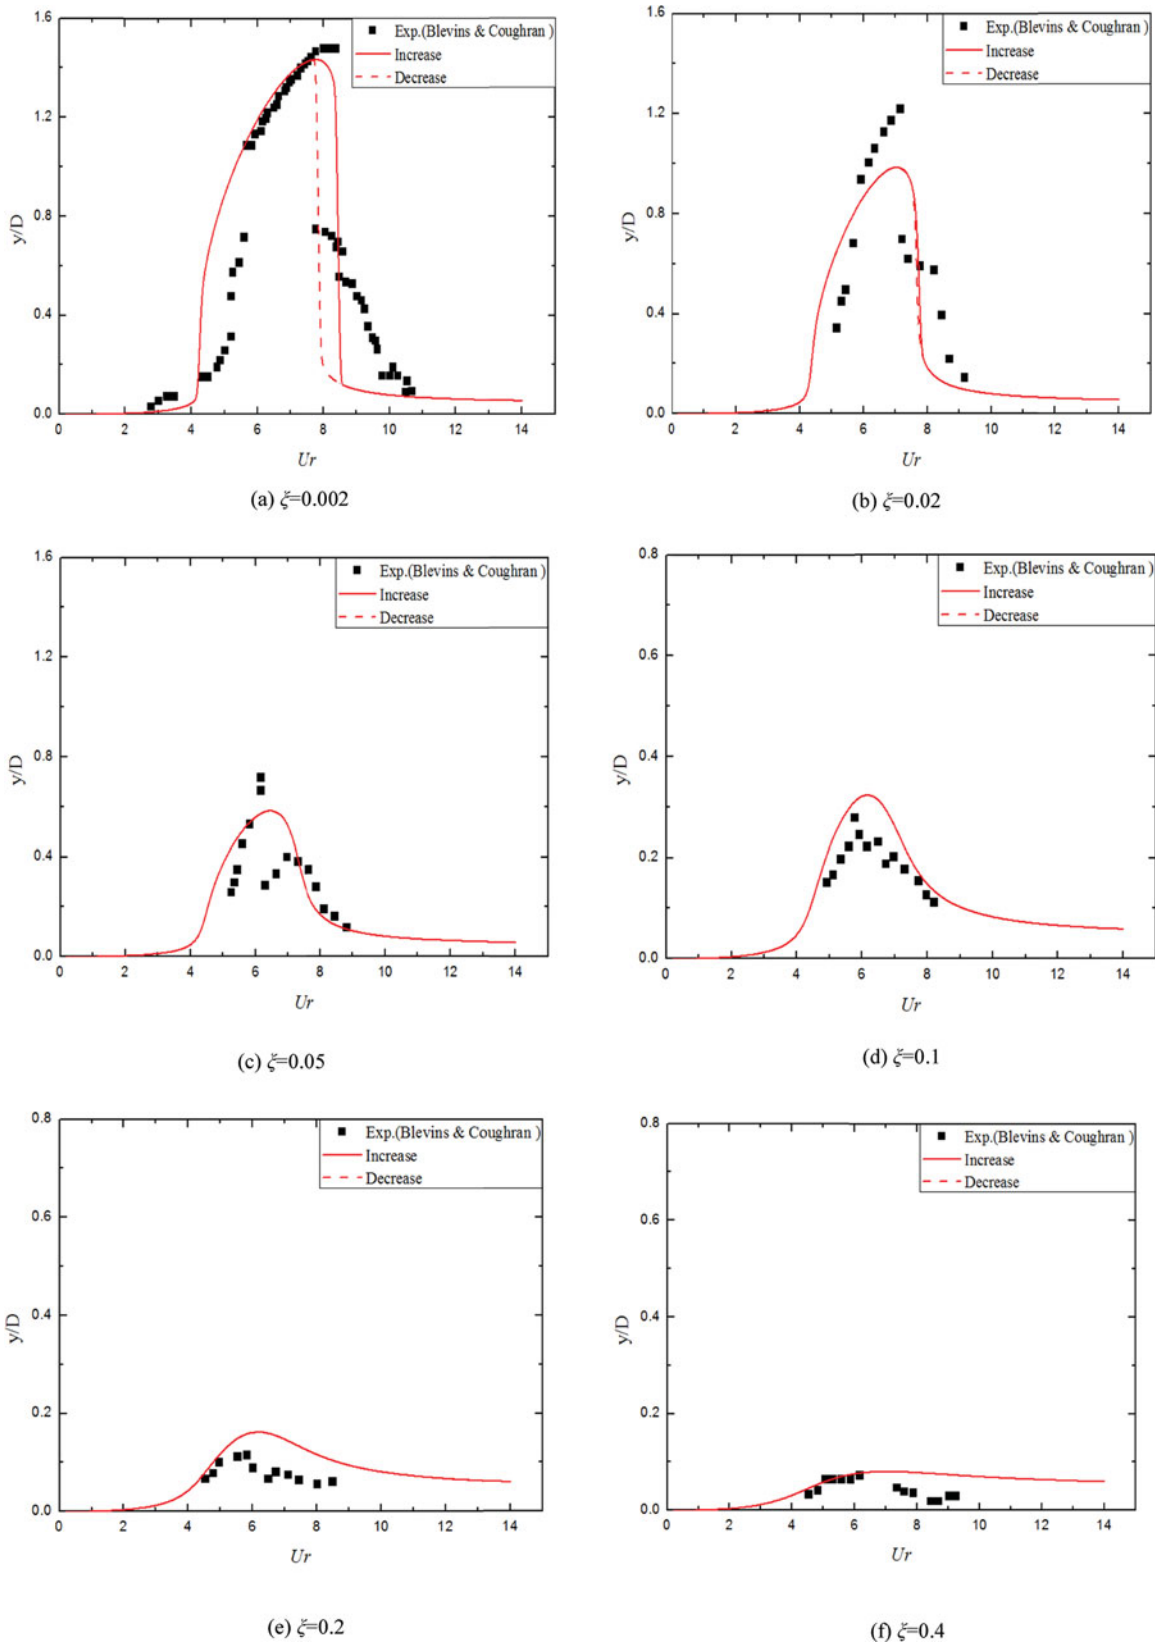 1.6
1.2
0.8
0.4
0.0
y/D
Exp.(Blevins & Coughran )
Increase
Decrease
0 2 4 6 8 10 12 14
Ur
(a) ξ=0.002
1.6
1.2
0.8
0.4
0.0
y/D
Exp.(Blevins & Coughran )
Increase
Decrease
0 2 4 6 8 10 12 14
Ur
(b) ξ=0.02
1.6
1.2
0.8
0.4
0.0
y/D
Exp.(Blevins & Coughran )
Increase
Decrease
0 2 4 6 8 10 12 14
Ur
(c) ξ=0.05
0.8
0.6
0.4
0.2
0.0
y/D
Exp.(Blevins & Coughran )
Increase
Decrease
0 2 4 6 8 10 12 14
Ur
(d) ξ=0.1
0.8
0.6
0.4
0.2
0.0
y/D
Exp.(Blevins & Coughran )
Increase
Decrease
0 2 4 6 8 10 12 14
Ur
(e) ξ=0.2
0.8
0.6
0.4
0.2
0.0
y/D
Exp.(Blevins & Coughran )
Increase
Decrease
0 2 4 6 8 10 12 14
Ur
(f) ξ=0.4